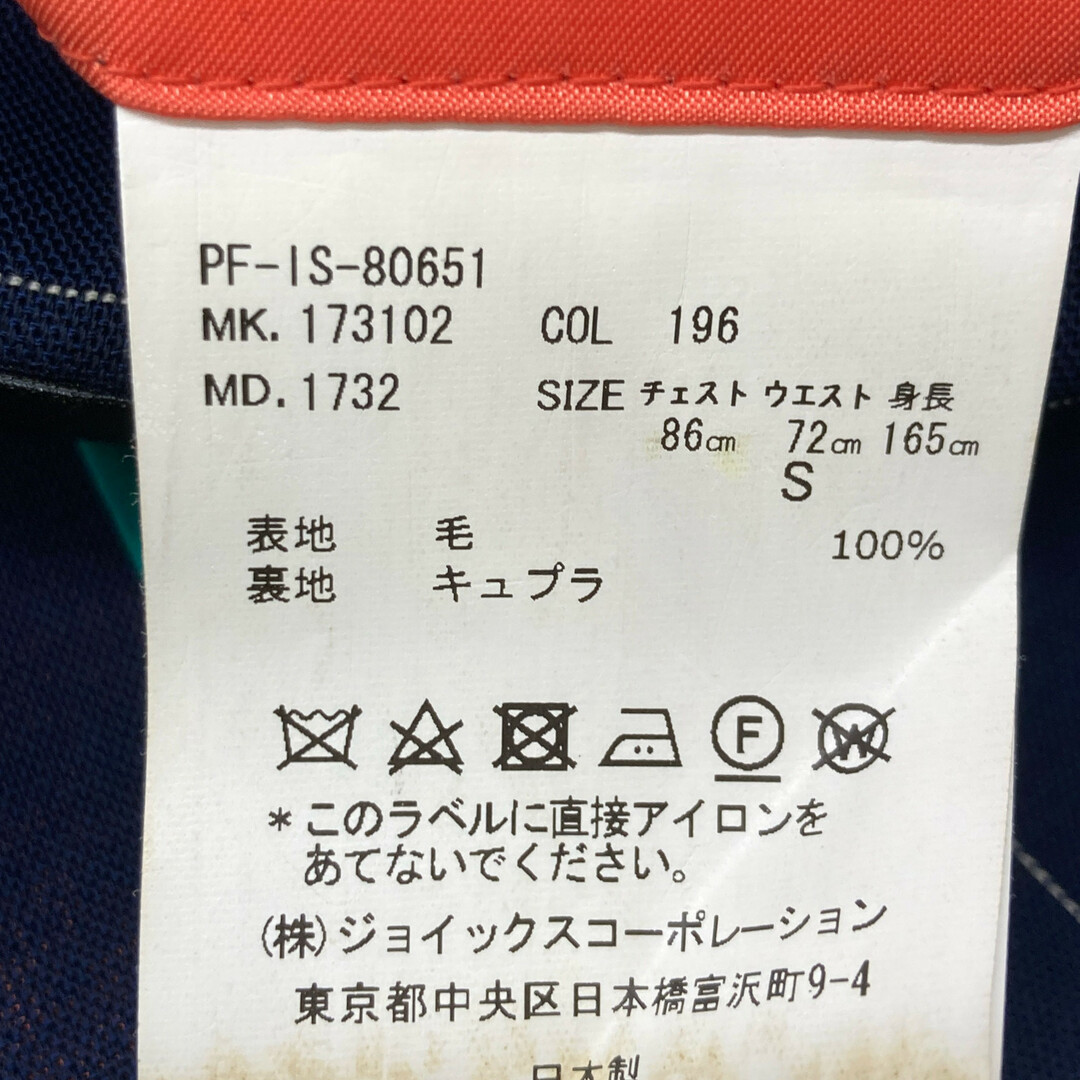 PF-IS-80651
MK. 173102 COL 196
MD. 1732 SIZE チェスト ウエスト 身長
86cm 72cm 165cm
S
表地 毛 100%
裏地 キュプラ
F W
*このラベルに直接アイロンを
あてないでください。
(株)ジョイックスコーポレーション
東京都中央区日本橋富沢町9-4
日本製